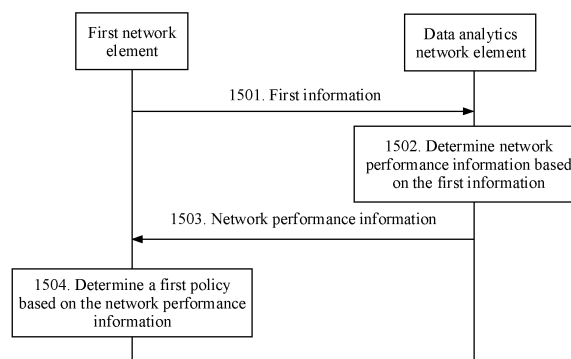 First network
element
Data analytics
network element
1501. First information
1502. Determine network
performance information based
on the first information
1503. Network performance information
1504. Determine a first policy
based on the network performance
information